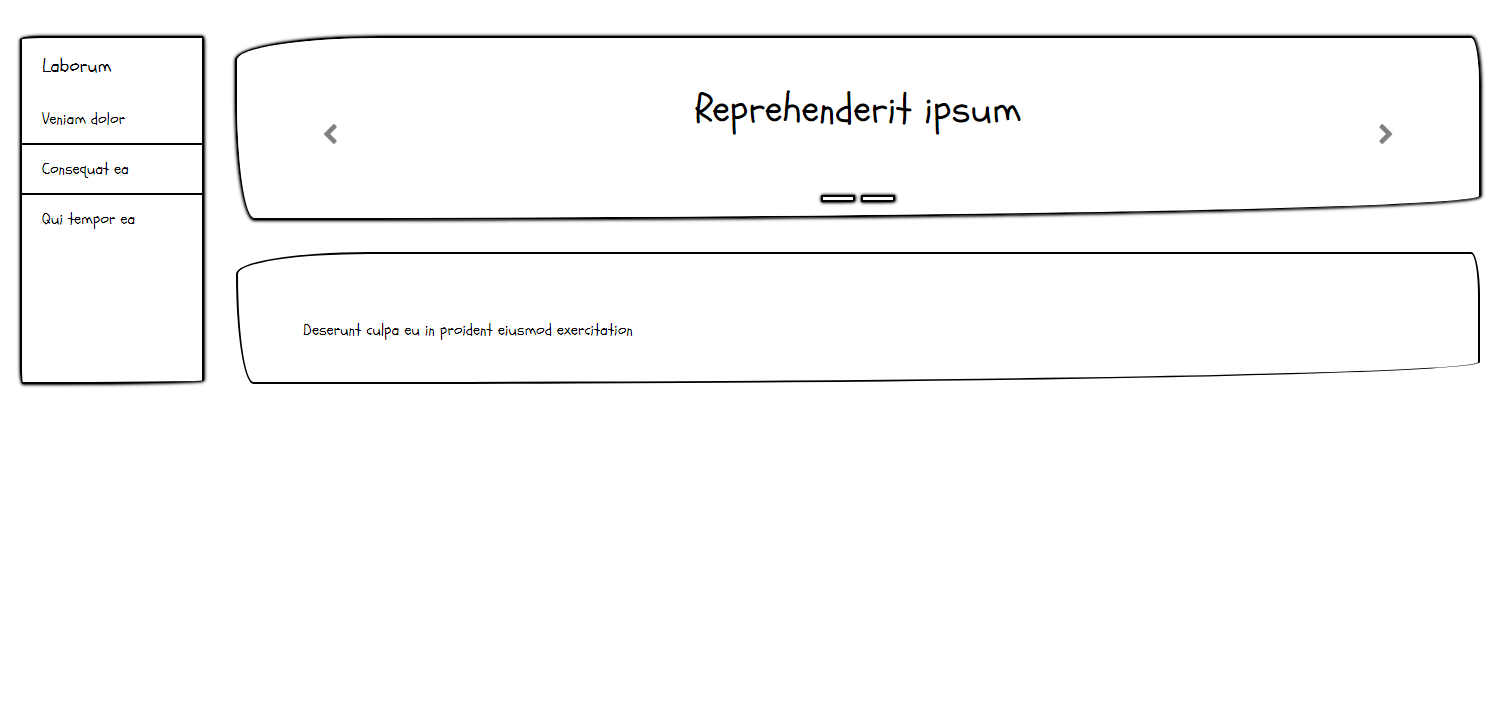 Laborum
Veniam dolor
Consequat ea
Qui tempor ea
Reprehenderit ipsum
Deserunt culpa eu in proident eiusmod exercitation